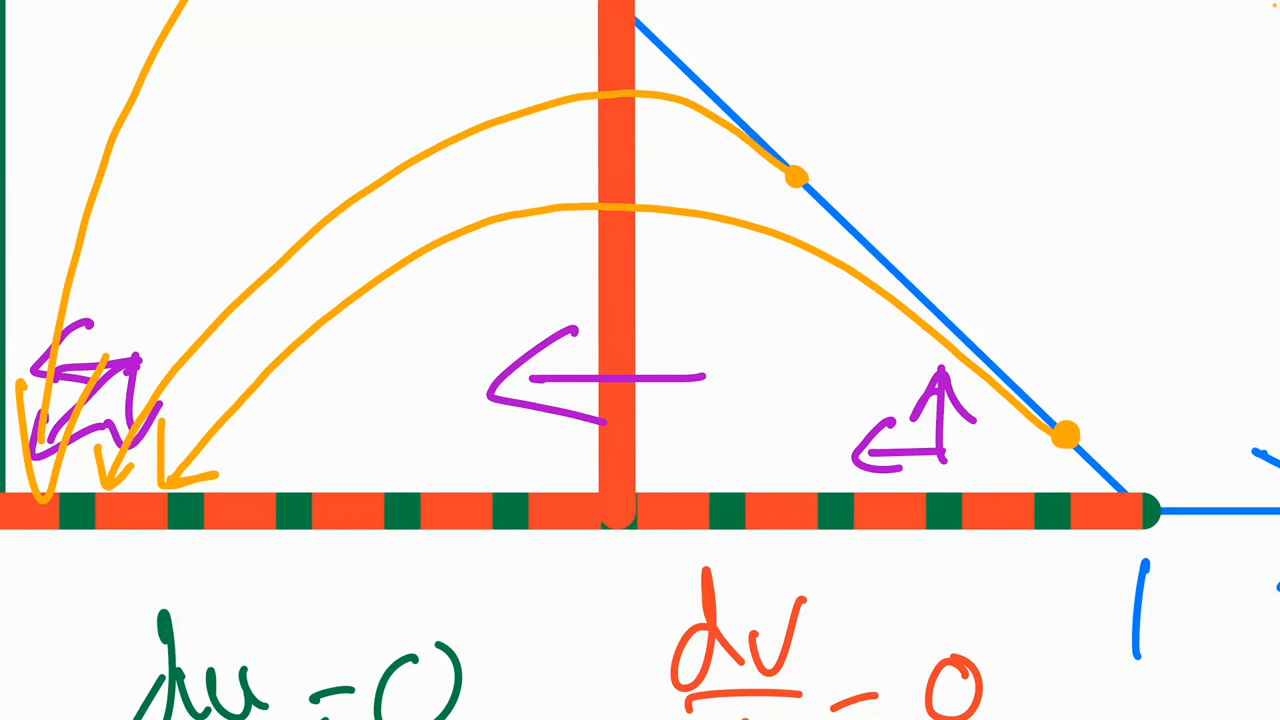 1
du = 0
dv = 0